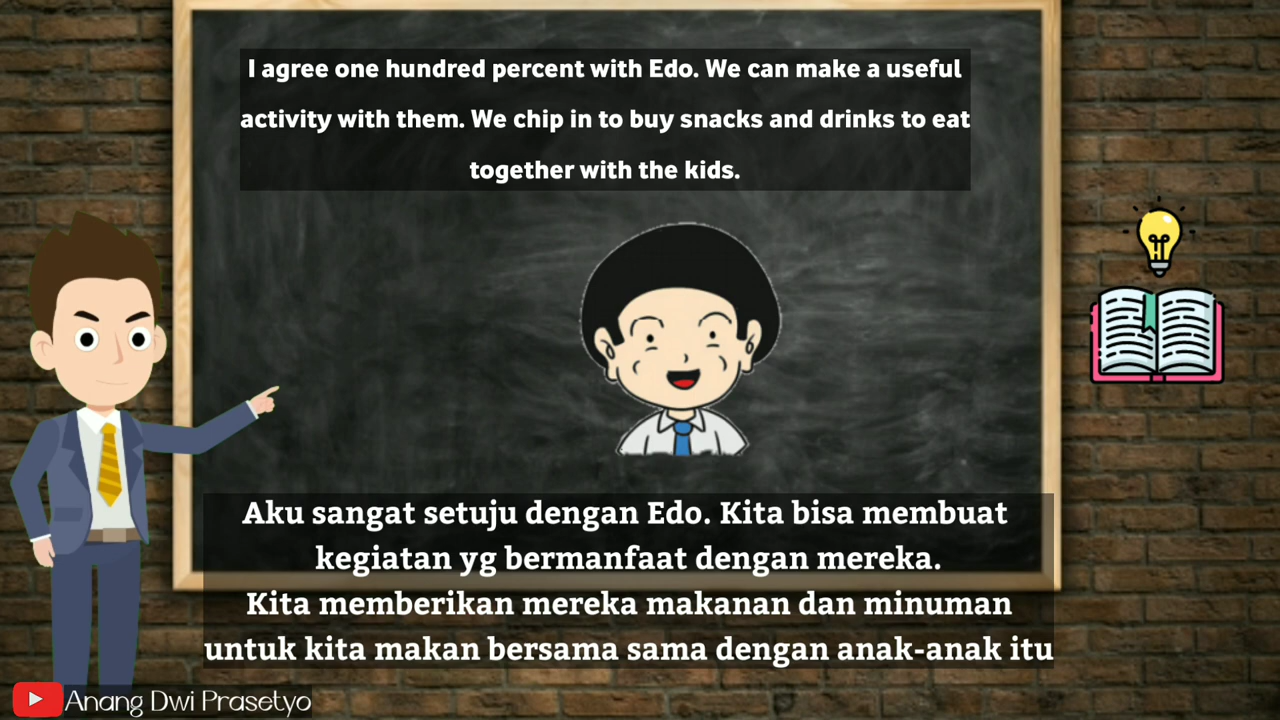 I agree one hundred percent with Edo. We can make a useful
activity with them. We chip in to buy snacks and drinks to eat
together with the kids.
Aku sangat setuju dengan Edo. Kita bisa membuat
kegiatan yg bermanfaat dengan mereka.
Kita memberikan mereka makanan dan minuman
untuk kita makan bersama sama dengan anak-anak itu
Anang Dwi Prasetyo